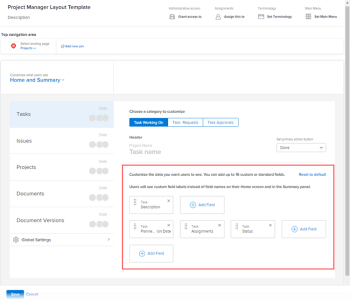 Project Manager Layout Template
Description
Administrative access
Grant access to
Assignments
Assign this to
Terminology
Set Terminology
Main Menu
Set Main Menu
Top navigation area
Select landing page
Projects
Add new pin
Customize what users see
Home and Summary
Tasks
Issues
Projects
Documents
Document Versions
Global Settings
Choose a category to customize
Task: Working On
Task: Requests
Task: Approvals
Header
Set primary action button
Project Name
Task name
Done
Customize the data you want users to see. You can add up to 16 custom or standard fields.
Reset to default
Users will see custom field labels instead of field names on their Home screen and in the Summary panel.
Task
Description
Add Field
Task
Planne... on Date
Task
Assignments
Task
Status
Add Field
Add Field
Save
Cancel